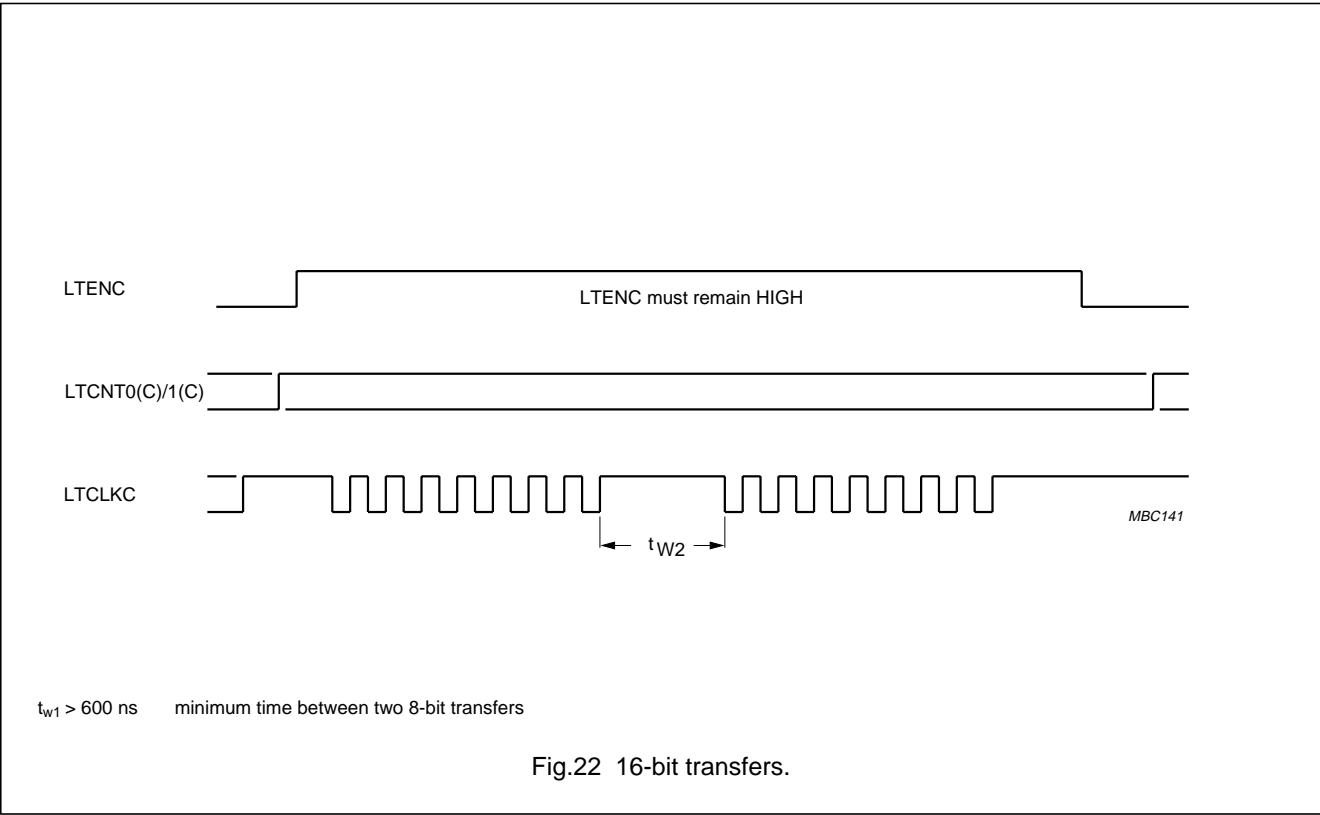 LTENC
LTENC must remain HIGH
LTCNT0(C)/1(C)
LTCLKC
MBC141
tW2
tw1 > 600 ns minimum time between two 8-bit transfers
Fig.22 16-bit transfers.